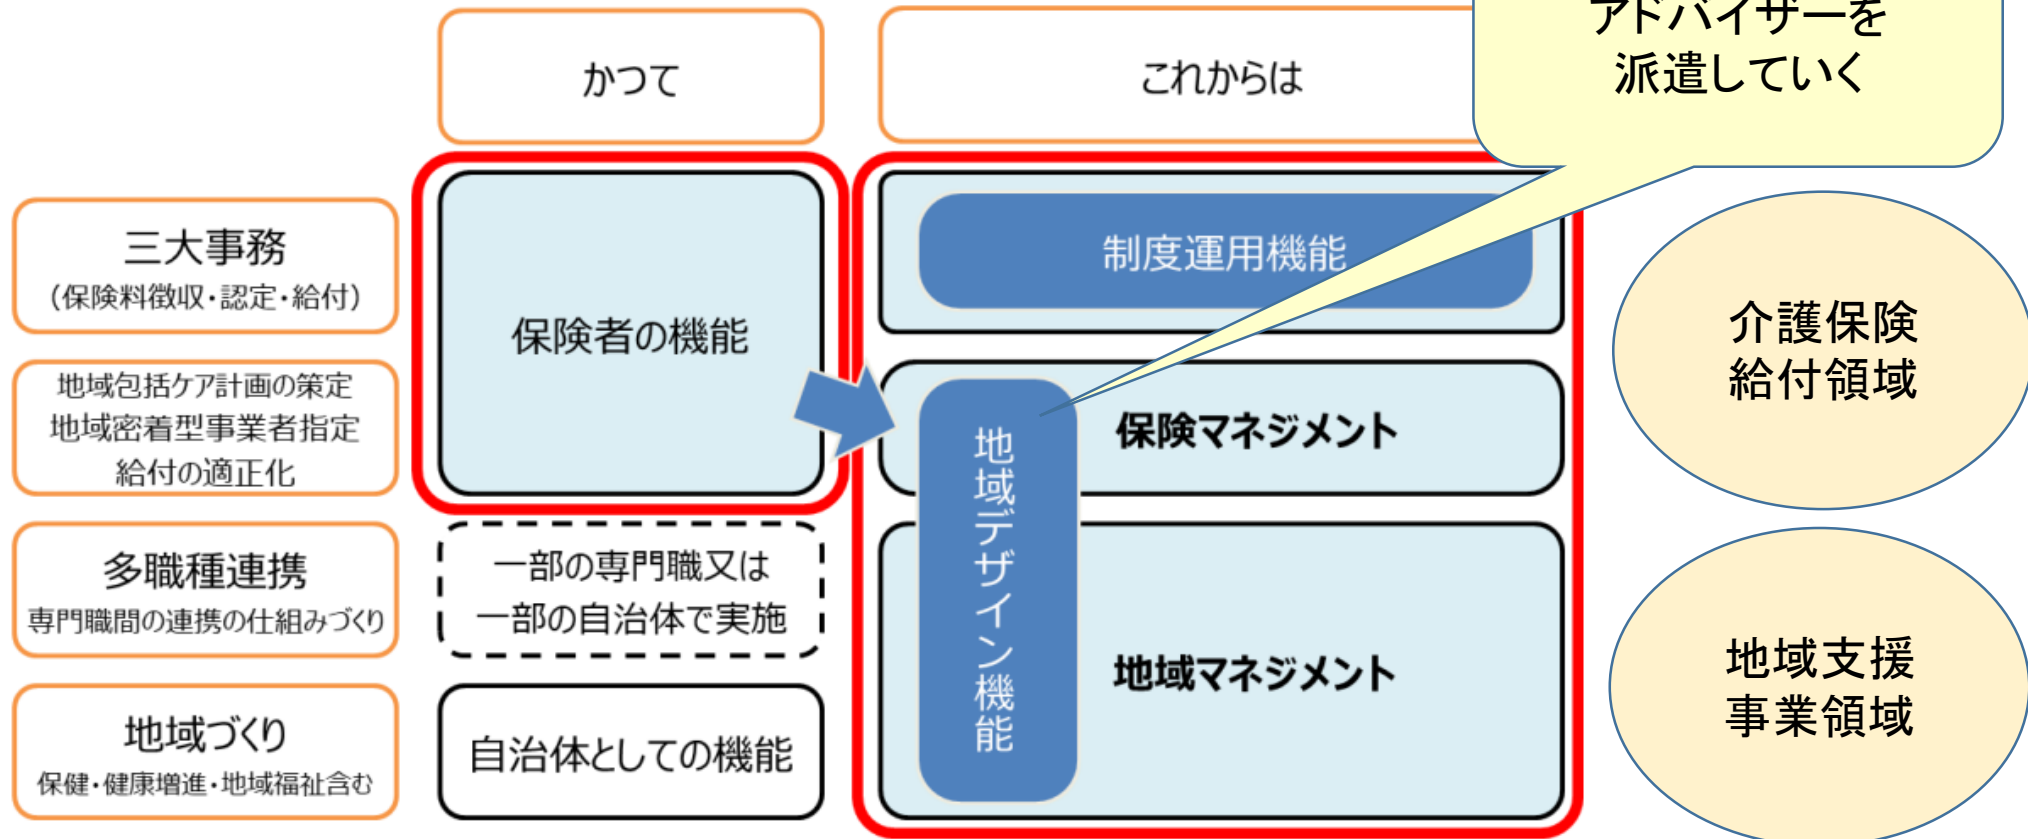 かつて
これからは
アドバイザーを
派遣していく
三大事務
(保険料徴収・認定・給付)
地域包括ケア計画の策定
地域密着型事業者指定
給付の適正化
多職種連携
専門職間の連携の仕組みづくり
地域づくり
保健・健康増進・地域福祉含む
保険者の機能
一部の専門職又は
一部の自治体で実施
自治体としての機能
制度運用機能
保険マネジメント
地域デザイン機能
地域マネジメント
介護保険
給付領域
地域支援
事業領域